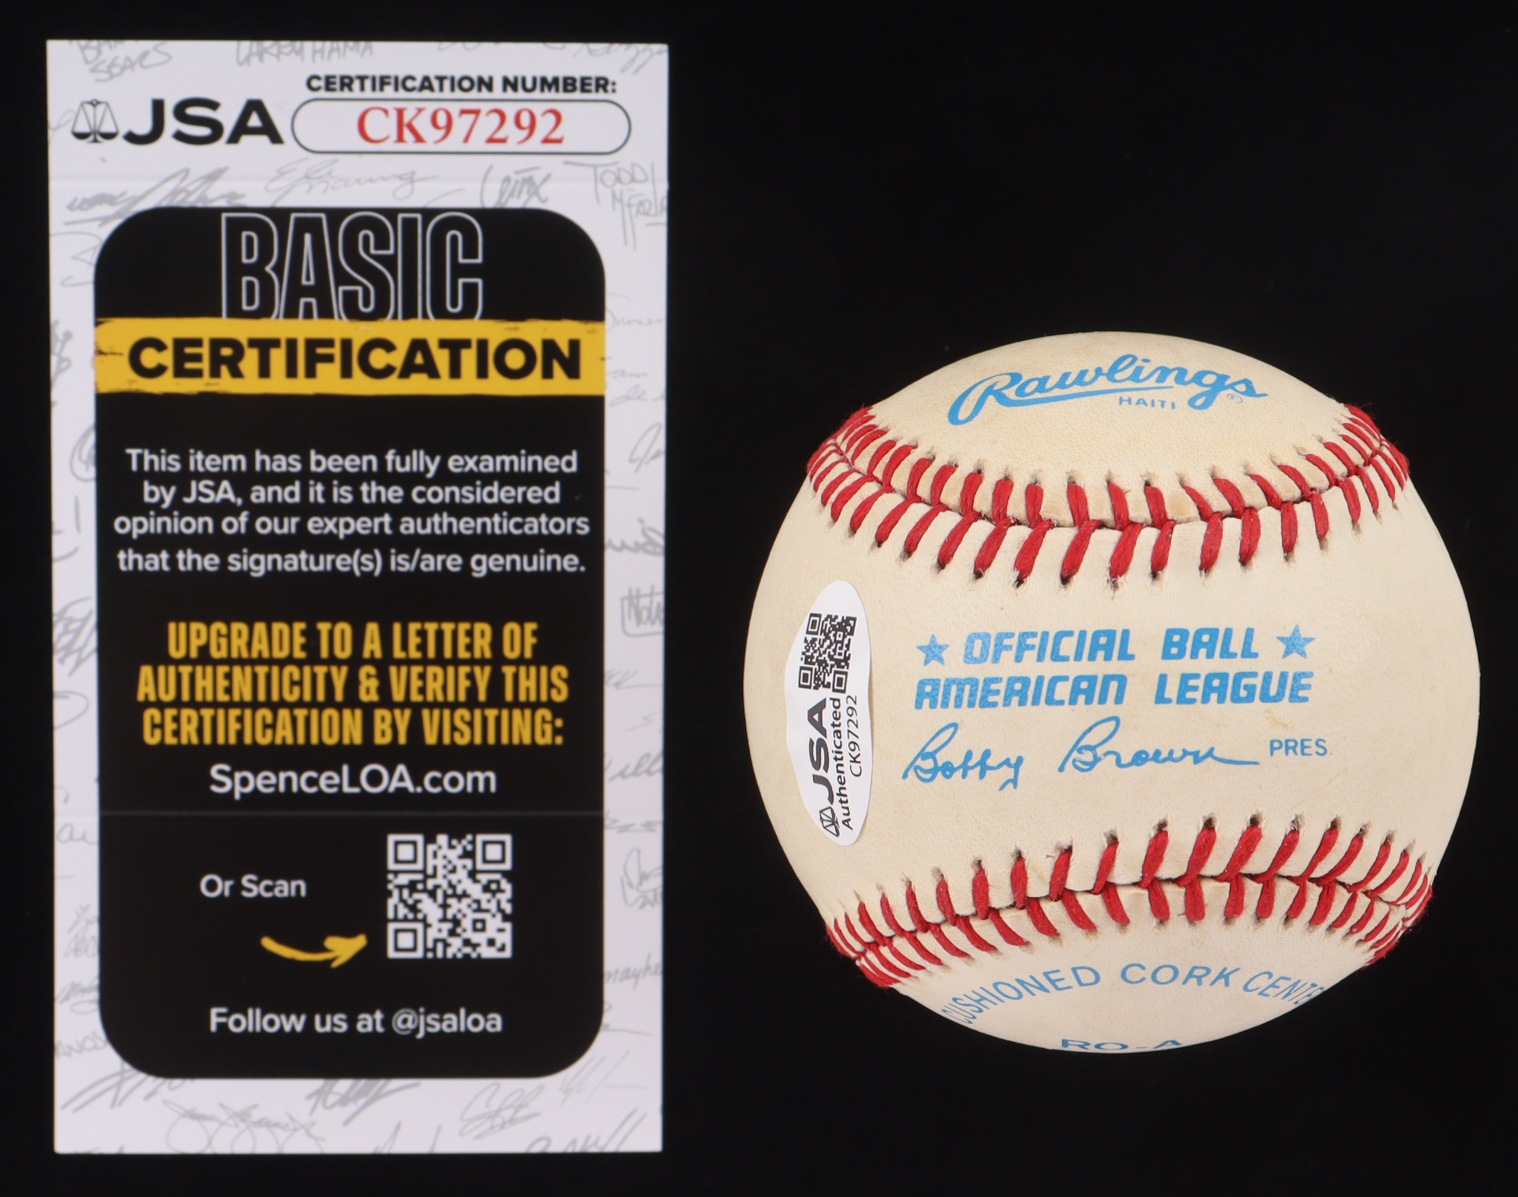 CERTIFICATION NUMBER:
JSA CK97292
BASIC
CERTIFICATION
This item has been fully examined
by JSA, and it is the considered
opinion of our expert authenticators
that the signature(s) is/are genuine.
UPGRADE TO A LETTER OF
AUTHENTICITY & VERIFY THIS
CERTIFICATION BY VISITING:
SpenceLOA.com
Or Scan
Follow us at @jsaloa
Rawlings
HAITI
OFFICIAL BALL
AMERICAN LEAGUE
Bobby Brown PRES.
JSA
Authenticated
CK97292
CUSHIONED CORK CENTE
RO-A